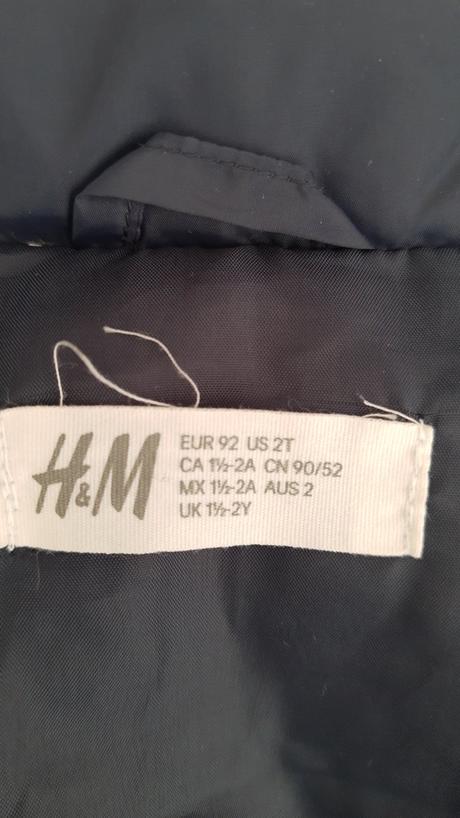 H&M
EUR 92 US 2T
CA 1½-2A CN 90/52
MX 1½-2A AUS 2
UK 1½-2Y